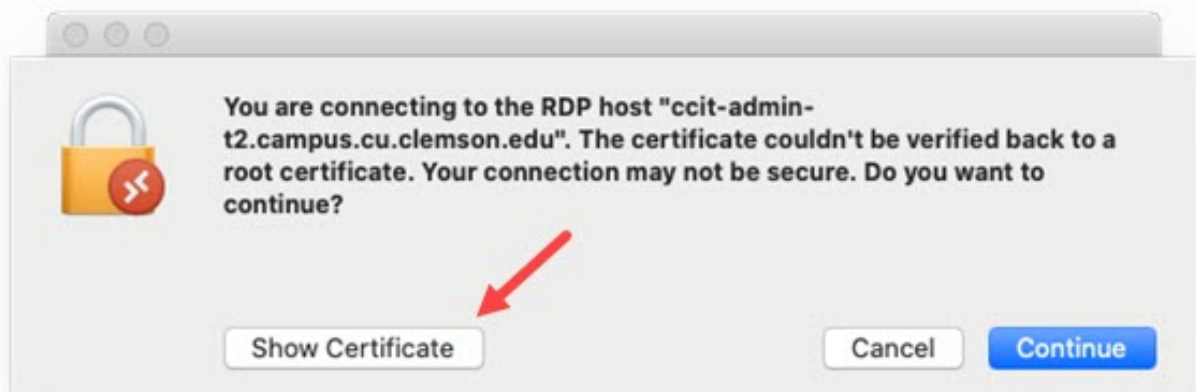 You are connecting to the RDP host "ccit-admin-
t2.campus.cu.clemson.edu". The certificate couldn't be verified back to a
root certificate. Your connection may not be secure. Do you want to
continue?
Show Certificate
Cancel
Continue